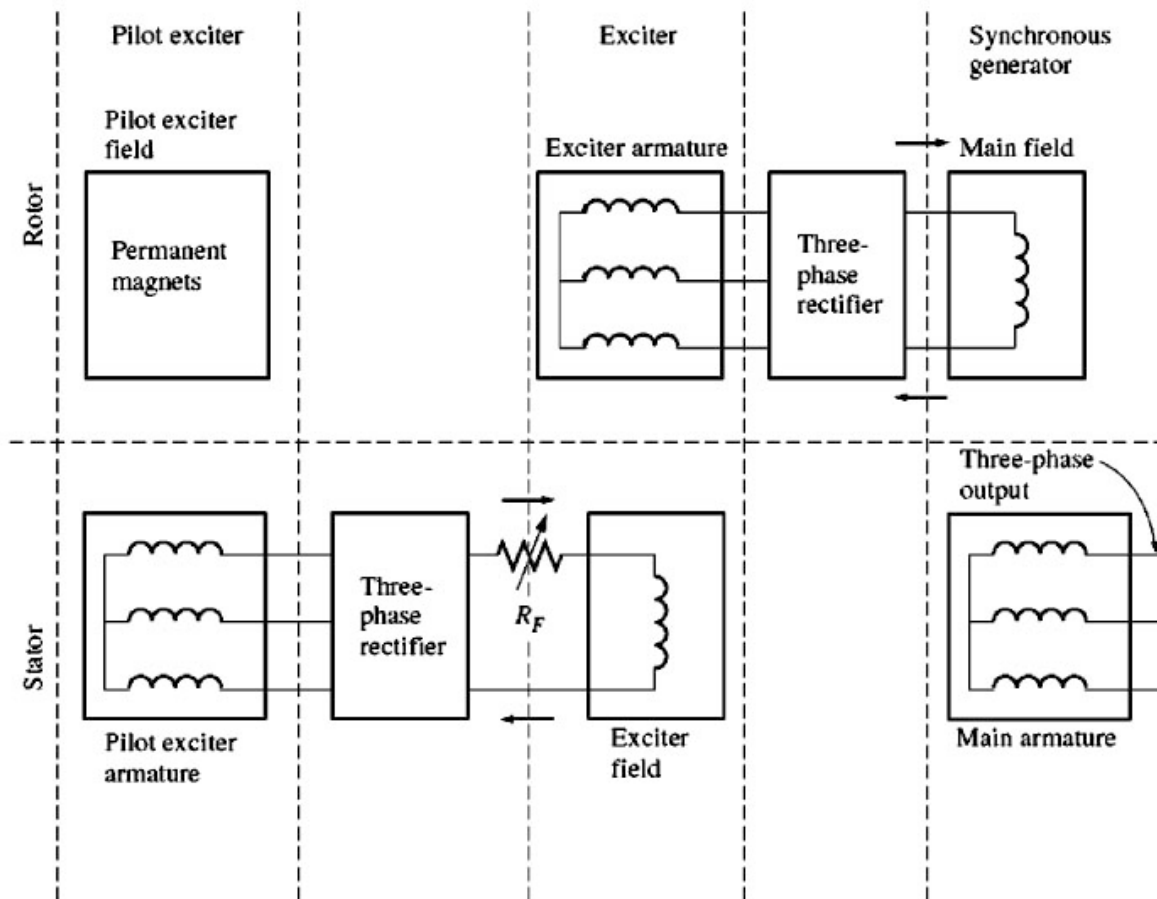 Pilot exciter
Exciter
Synchronous
generator
Pilot exciter
field
Exciter armature
Main field
Rotor
Permanent
magnets
Three-
phase
rectifier
Three-phase
output
Three-
phase
rectifier
R_F
Stator
Pilot exciter
armature
Exciter
field
Main armature